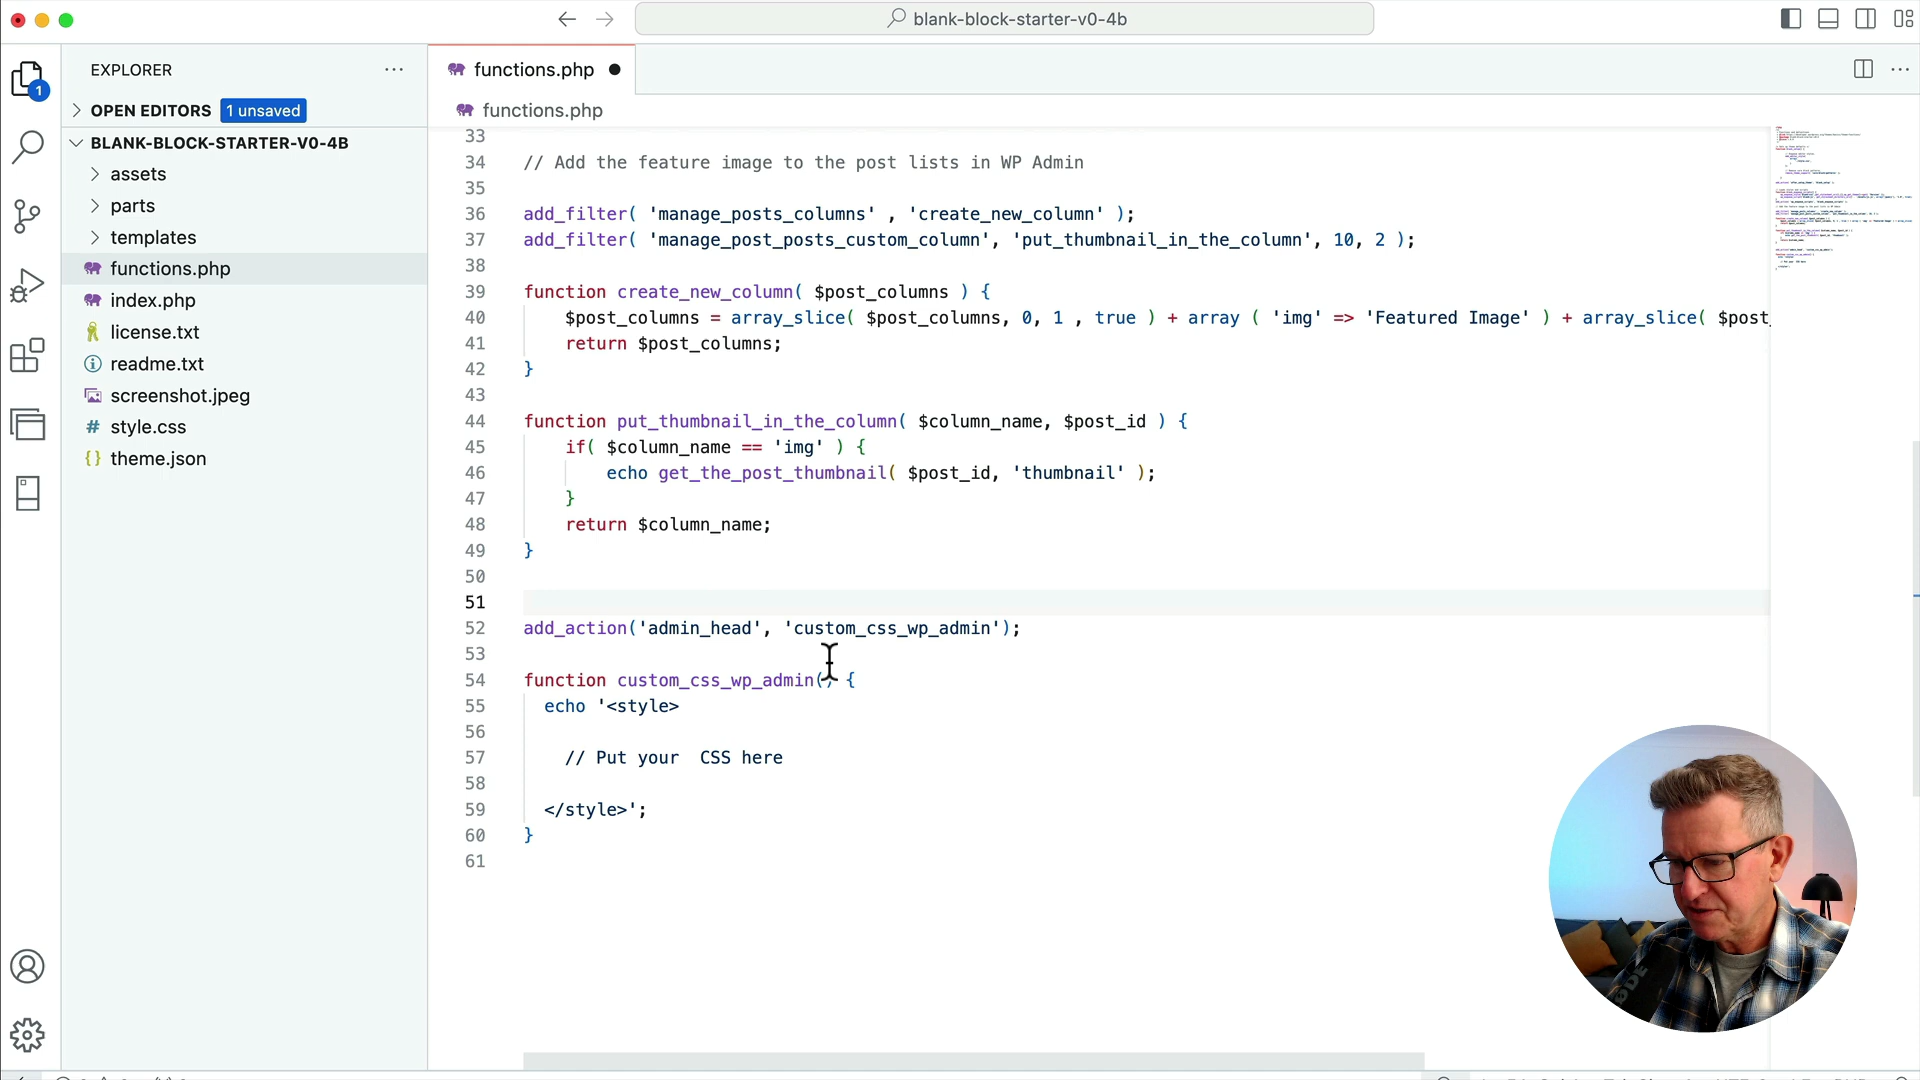 blank-block-starter-v0-4b
EXPLORER
functions.php
OPEN EDITORS 1 unsaved
functions.php
BLANK-BLOCK-STARTER-V0-4B
assets
parts
templates
functions.php
index.php
license.txt
readme.txt
screenshot.jpeg
style.css
theme.json
1
33
34 // Add the feature image to the post lists in WP Admin
35
36 add_filter( 'manage_posts_columns' , 'create_new_column' );
37 add_filter( 'manage_post_posts_custom_column', 'put_thumbnail_in_the_column', 10, 2 );
38
39 function create_new_column( $post_columns ) {
40 $post_columns = array_slice( $post_columns, 0, 1 , true ) + array ( 'img' => 'Featured Image' ) + array_slice( $post_
41 return $post_columns;
42 }
43
44 function put_thumbnail_in_the_column( $column_name, $post_id ) {
45 if( $column_name == 'img' ) {
46 echo get_the_post_thumbnail( $post_id, 'thumbnail' );
47 }
48 return $column_name;
49 }
50
51
52 add_action('admin_head', 'custom_css_wp_admin');
53
54 function custom_css_wp_admin() {
55 echo '<style>
56
57 // Put your  CSS here
58
59 </style>';
60 }
61